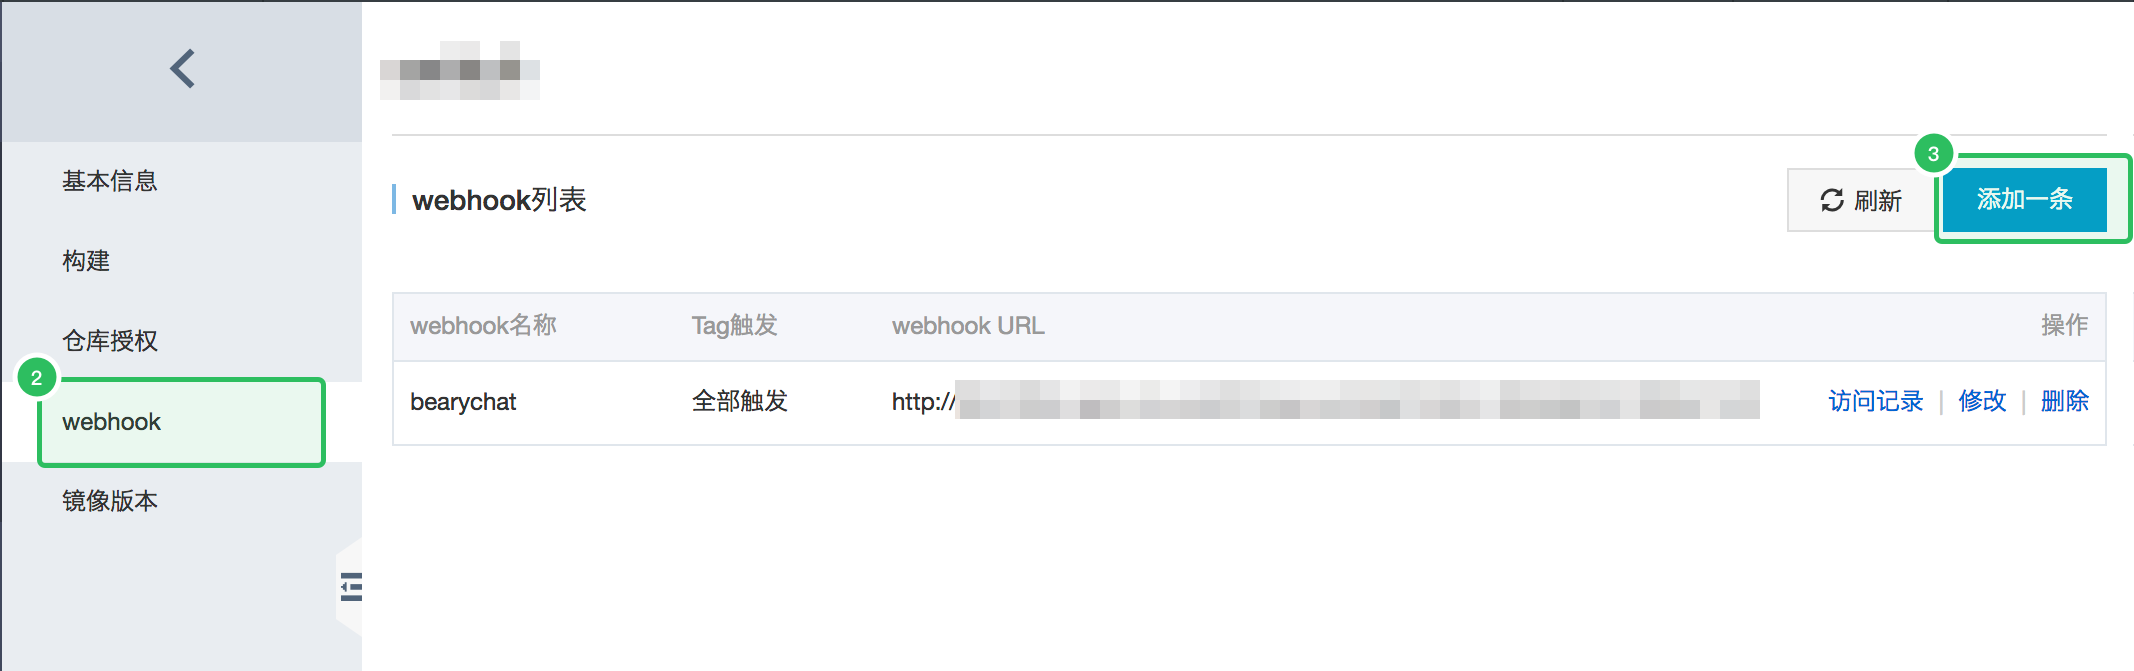 基本信息
构建
仓库授权
2
webhook
镜像版本
webhook列表
刷新
3
添加一条
webhook名称 Tag触发 webhook URL 操作
bearychat 全部触发 http:// 访问记录 | 修改 | 删除